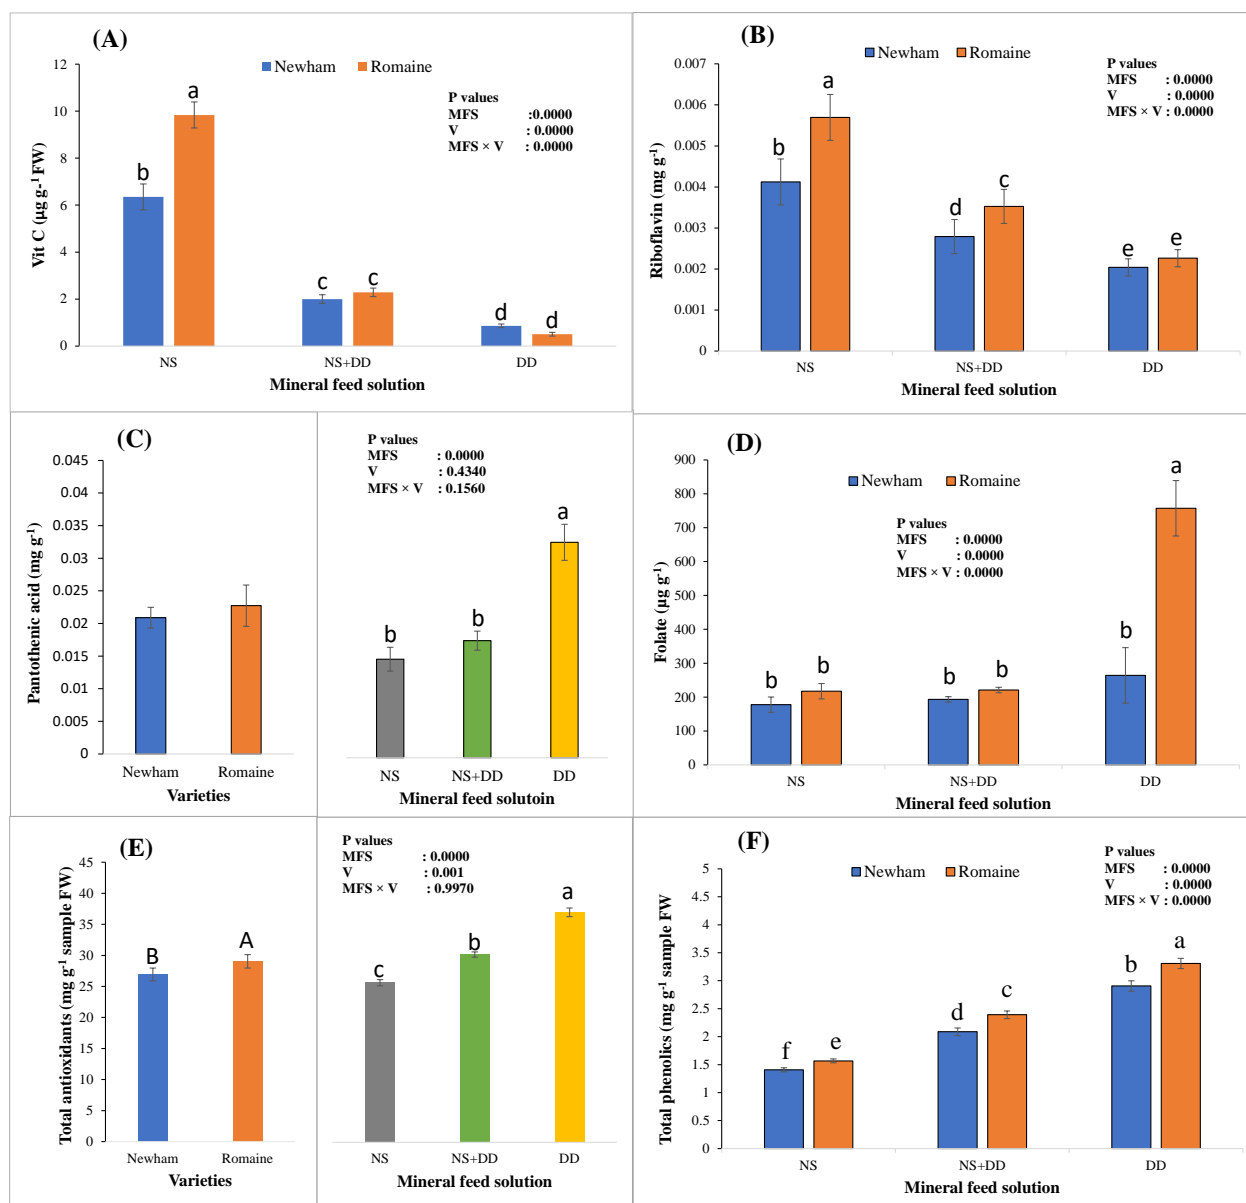 (A)
Newham
Romaine
P values
MFS :0.0000
V : 0.0000
MFS × V : 0.0000
Vit C (µg g-¹ FW)
12
10
8
6
4
2
0
b
a
c
c
d
d
NS
NS+DD
DD
Mineral feed solution
(B)
Newham
Romaine
P values
MFS : 0.0000
V : 0.0000
MFS × V : 0.0000
Riboflavin (mg g⁻¹)
0.007
0.006
0.005
0.004
0.003
0.002
0.001
0
b
a
d
c
e
e
NS
NS+DD
DD
Mineral feed solution
(C)
Pantothenic acid (mg g⁻¹)
0.045
0.04
0.035
0.03
0.025
0.02
0.015
0.01
0.005
0
Newham
Romaine
Varieties
P values
MFS : 0.0000
V : 0.4340
MFS × V : 0.1560
b
b
a
NS
NS+DD
DD
Mineral feed solutoin
(D)
Newham
Romaine
P values
MFS : 0.0000
V : 0.0000
MFS × V : 0.0000
Folate (µg g⁻¹)
900
800
700
600
500
400
300
200
100
0
b
b
b
b
b
a
NS
NS+DD
DD
Mineral feed solution
(E)
Total antioxidants (mg g⁻¹ sample FW)
45
40
35
30
25
20
15
10
5
0
B
A
Newham
Romaine
Varieties
P values
MFS : 0.0000
V : 0.001
MFS × V : 0.9970
c
b
a
NS
NS+DD
DD
Mineral feed solution
(F)
Newham
Romaine
P values
MFS : 0.0000
V : 0.0000
MFS × V : 0.0000
Total phenolics (mg g⁻¹ sample FW
5
4.5
4
3.5
3
2.5
2
1.5
1
0.5
0
f
e
d
c
b
a
NS
NS+DD
DD
Mineral feed solution